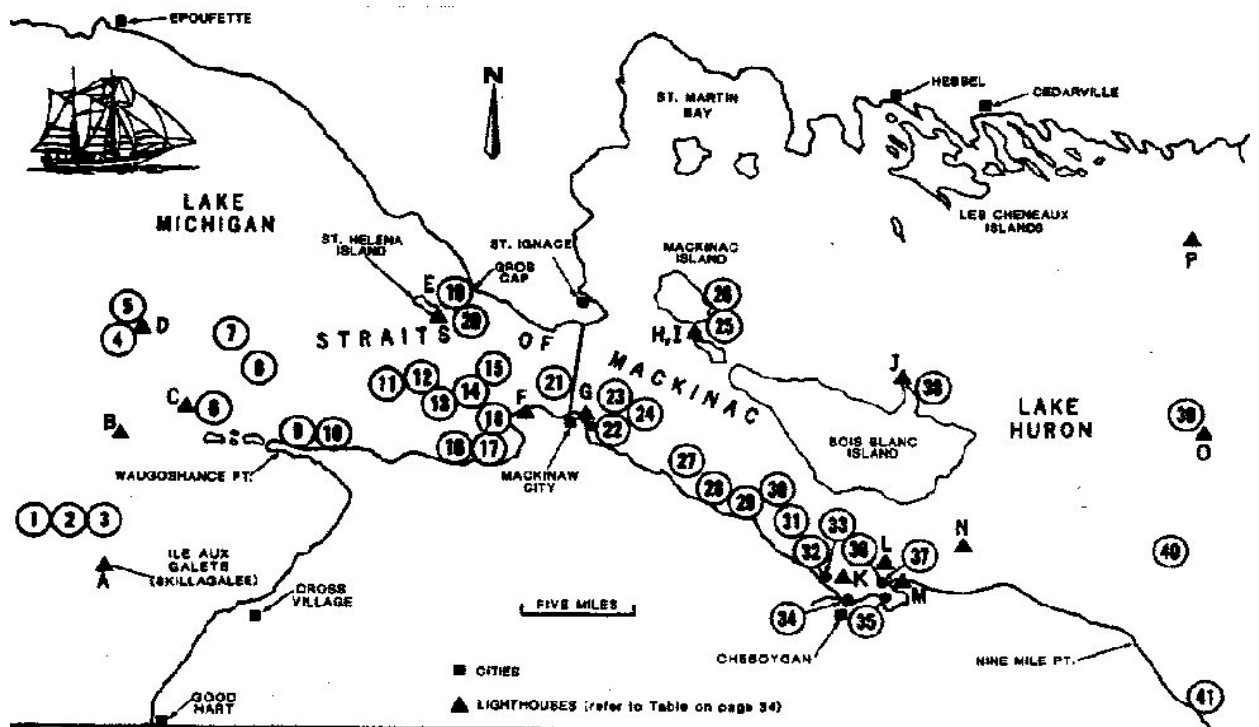 EPOUFETTE
N
HESSEL
CEDARVILLE
ST. MARTIN
BAY
LAKE
MICHIGAN
LES CHENEAUX
ISLANDS
ST. HELENA
ISLAND
ST. IGNACE
MACKINAC
ISLAND
GROS
CAP
P
E
19
26
5
4
D
7
20
25
STRAITS
OF
H,I
MACKINAC
6
15
11
12
21
J
38
14
C
8
13
F
G
23
LAKE
HURON
39
B
16
24
O
9
10
22
BOIS BLANC
ISLAND
18
17
WAUGOSHANCE PT.
MACKINAW
CITY
27
28
29
30
1
2
3
31
33
N
32
36
L
37
40
A
ILE AUX
GALETS
(SKILLAGALEE)
K
CROSS
VILLAGE
FIVE MILES
M
34
35
CHEBOYGAN
NINE MILE PT.
CITIES
41
GOOD
HART
LIGHTHOUSES (refer to Table on page 34)